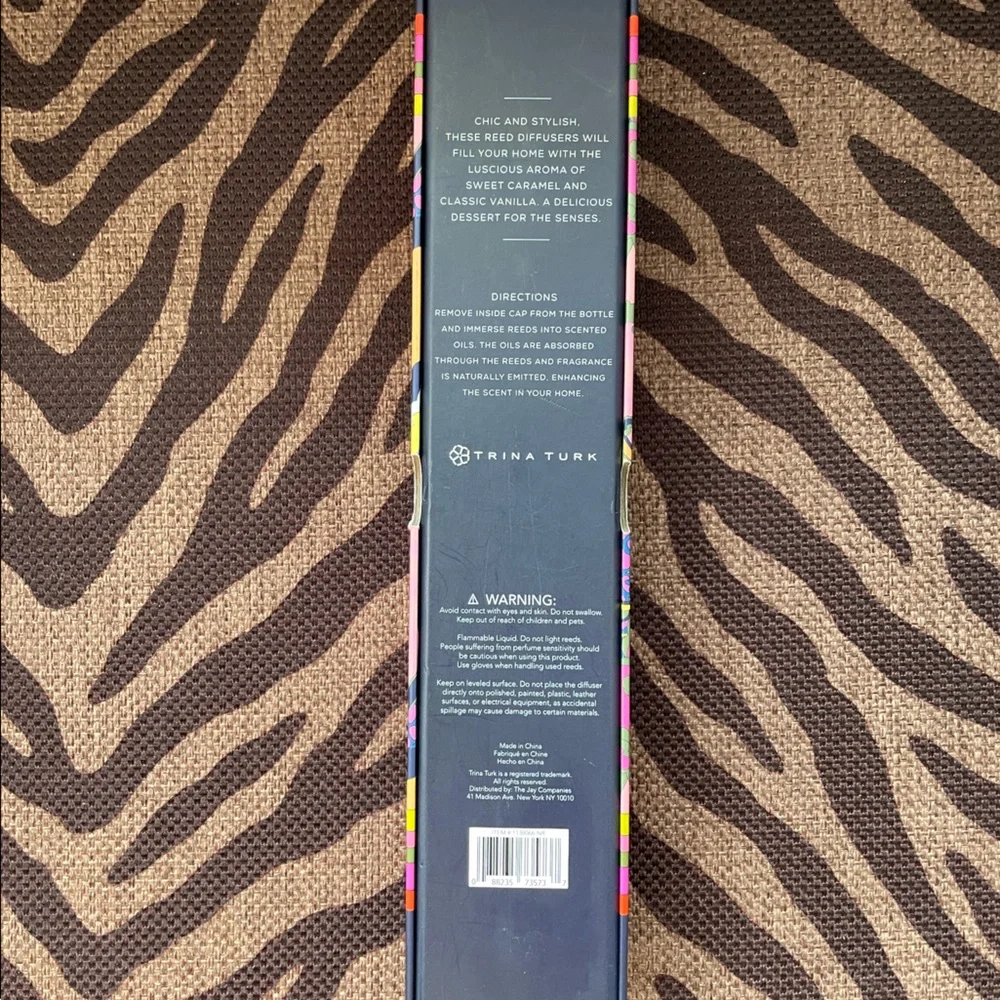 CHIC AND STYLISH,
THESE REED DIFFUSERS WILL
FILL YOUR HOME WITH THE
LUSCIOUS AROMA OF
SWEET CARAMEL AND
CLASSIC VANILLA. A DELICIOUS
DESSERT FOR THE SENSES.
DIRECTIONS
REMOVE INSIDE CAP FROM THE BOTTLE
AND IMMERSE REEDS INTO SCENTED
OILS. THE OILS ARE ABSORBED
THROUGH THE REEDS AND FRAGRANCE
IS NATURALLY EMITTED, ENHANCING
THE SCENT IN YOUR HOME.
TRINA TURK
⚠ WARNING:
Avoid contact with eyes and skin. Do not swallow.
Keep out of reach of children and pets.
Flammable Liquid. Do not light reeds.
People suffering from perfume sensitivity should
be cautious when using this product.
Use gloves when handling used reeds.
Keep on leveled surface. Do not place the diffuser
directly onto polished, painted, plastic, leather
surfaces, or electrical equipment, as accidental
spillage may cause damage to certain materials.
Made in China
Fabriqué en Chine
Hecho en China
Trina Turk is a registered trademark.
All rights reserved.
Distributed by: The Jay Companies
41 Madison Ave. New York NY 10010
ITEM #
0 88235 73573 7